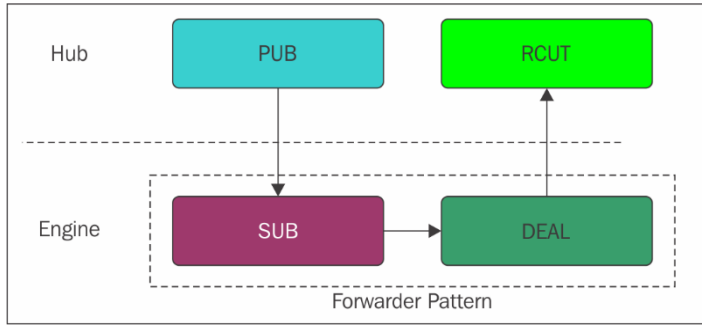 Hub
PUB
RCUT
Engine
SUB
DEAL
Forwarder Pattern